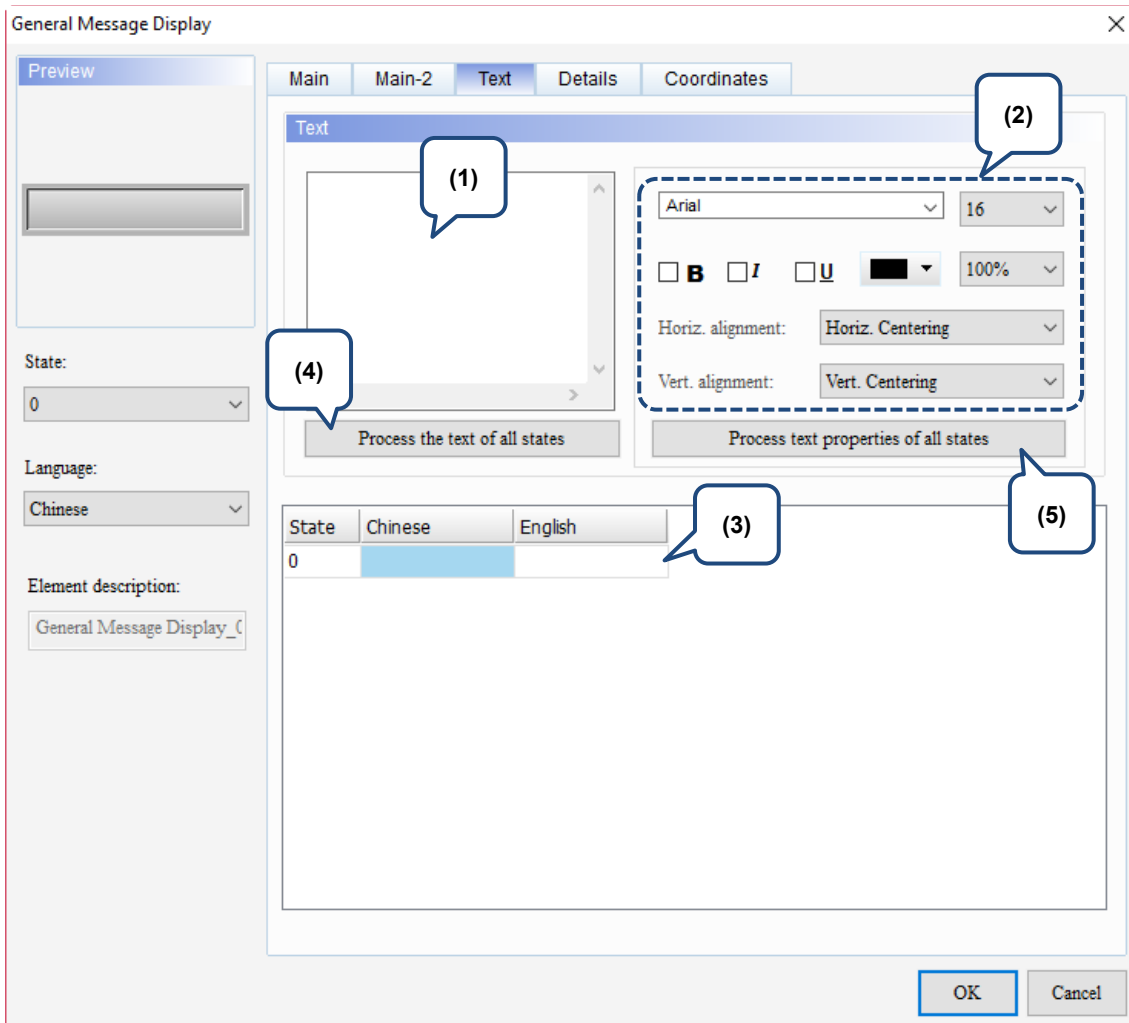 General Message Display
Preview
Main Main-2 Text Details Coordinates
(2)
Text
(1)
Arial 16
B I U 100%
Horiz. alignment: Horiz. Centering
State:
(4)
Vert. alignment: Vert. Centering
0
Process the text of all states Process text properties of all states
Language:
Chinese
(3)
(5)
State Chinese English
0
Element description:
General Message Display_0
OK Cancel